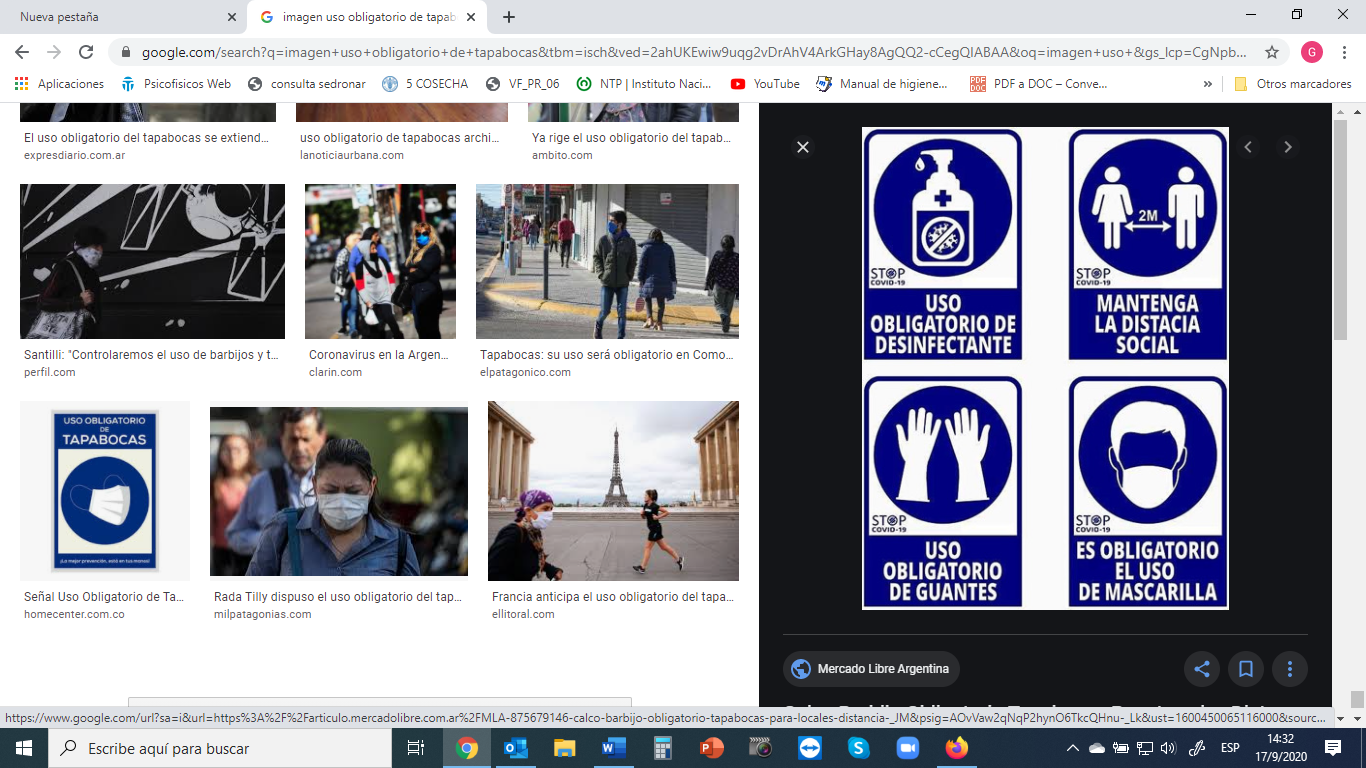 Nueva pestaña
imagen uso obligatorio de tapab
google.com/search?q=imagen+uso+obligatorio+de+tapabocas&tbm=isch&ved=2ahUKEwiw9uqg2vDrAhV4ArkGHay8AgQQ2-cCegQIABAA&oq=imagen+uso+&gs_lcp=CgNpb...
G
Aplicaciones
Psicofisicos Web
consulta sedronar
5 COSECHA
VF_PR_06
NTP | Instituto Naci...
YouTube
Manual de higiene...
PDF a DOC – Conve...
»
Otros marcadores
El uso obligatorio del tapabocas se extiend...
expresdiario.com.ar
uso obligatorio de tapabocas archi...
lanoticiaurbana.com
Ya rige el uso obligatorio del tapab...
ambito.com
Santilli: "Controlaremos el uso de barbijos y t...
perfil.com
Coronavirus en la Argen...
clarin.com
Tapabocas: su uso será obligatorio en Como...
elpatagonico.com
USO OBLIGATORIO
DE
TAPABOCAS
¡La mejor prevención, está en tus manos!
Señal Uso Obligatorio de Ta...
homecenter.com.co
Rada Tilly dispuso el uso obligatorio del tap...
milpatagonias.com
Francia anticipa el uso obligatorio del tapa...
ellitoral.com
STOP
COVID-19
USO
OBLIGATORIO DE
DESINFECTANTE
2M
STOP
COVID-19
MANTENGA
LA DISTACIA
SOCIAL
STOP
COVID-19
USO
OBLIGATORIO
DE GUANTES
STOP
COVID-19
ES OBLIGATORIO
EL USO
DE MASCARILLA
Mercado Libre Argentina
https://www.google.com/url?sa=i&url=https%3A%2F%2Farticulo.mercadolibre.com.ar%2FMLA-875679146-calco-barbijo-obligatorio-tapabocas-para-locales-distancia-_JM&psig=AOvVaw2qNqP2hynO6TkcQHnu-_Lk&ust=1600450065116000&sourc...
Escribe aquí para buscar
ESP
14:32
17/9/2020